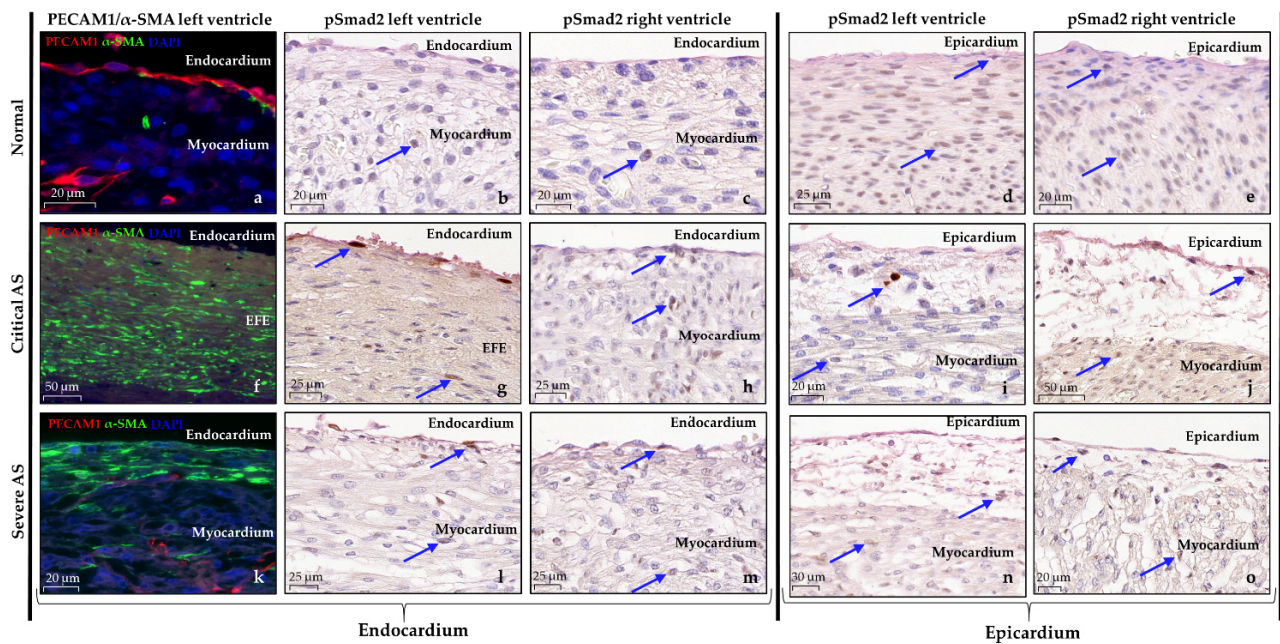 PECAM1/α-SMA left ventricle
pSmad2 left ventricle
pSmad2 right ventricle
pSmad2 left ventricle
pSmad2 right ventricle
Normal
PECAM1 α-SMA DAPI
Endocardium
Myocardium
20 µm
a
Endocardium
Myocardium
20 µm
b
Endocardium
Myocardium
20 µm
c
Epicardium
25 µm
d
Epicardium
20 µm
e
Critical AS
PECAM1 α-SMA DAPI
Endocardium
EFE
50 µm
f
Endocardium
EFE
25 µm
g
Endocardium
Myocardium
25 µm
h
Epicardium
Myocardium
20 µm
i
Epicardium
Myocardium
50 µm
j
Severe AS
PECAM1 α-SMA DAPI
Endocardium
Myocardium
20 µm
k
Endocardium
Myocardium
25 µm
l
Endocardium
Myocardium
25 µm
m
Epicardium
Myocardium
30 µm
n
Epicardium
Myocardium
20 µm
o
Endocardium
Epicardium